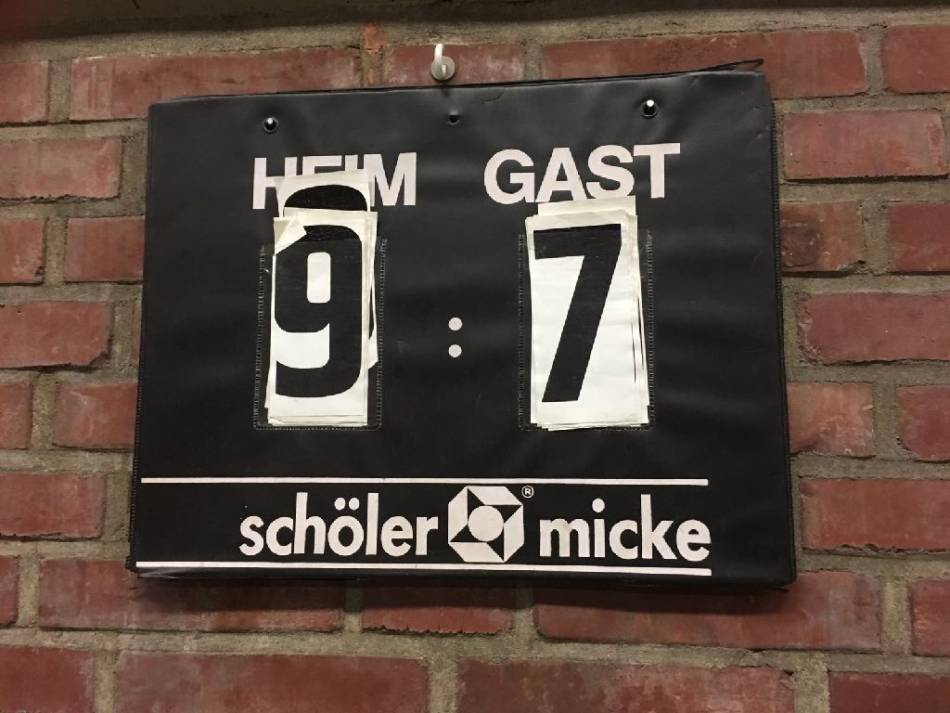 HEIM GAST
9 : 7
schöler ® micke